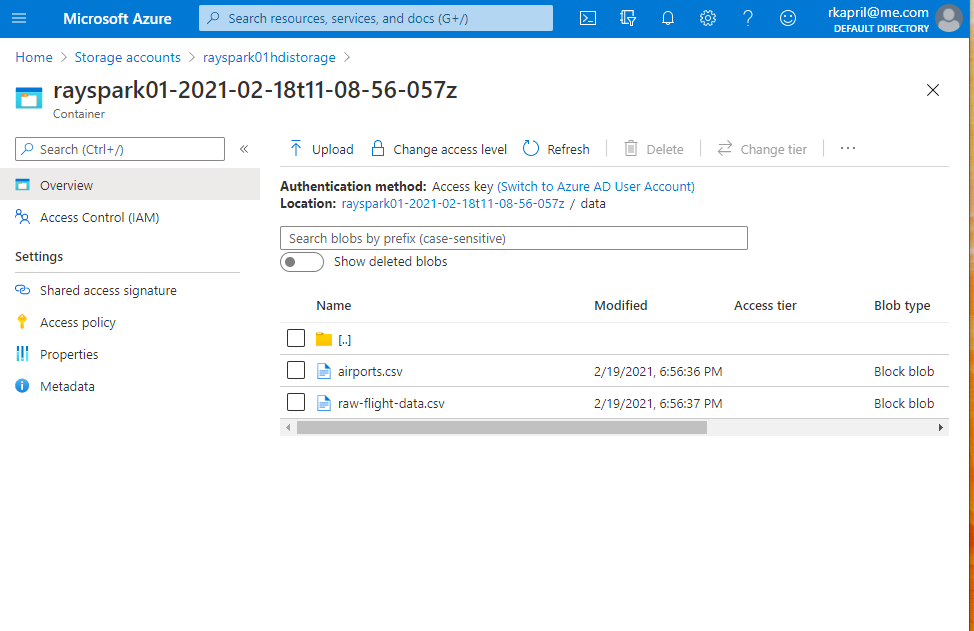 Microsoft Azure
Search resources, services, and docs (G+/)
rkapril@me.com
DEFAULT DIRECTORY
Home > Storage accounts > rayspark01hdistorage >
rayspark01-2021-02-18t11-08-56-057z
Container
Search (Ctrl+/)
«
Upload Change access level Refresh Delete Change tier ...
Overview
Access Control (IAM)
Settings
Shared access signature
Access policy
Properties
Metadata
Authentication method: Access key (Switch to Azure AD User Account)
Location: rayspark01-2021-02-18t11-08-56-057z / data
Search blobs by prefix (case-sensitive)
Show deleted blobs
Name Modified Access tier Blob type
[..]
airports.csv 2/19/2021, 6:56:36 PM Block blob
raw-flight-data.csv 2/19/2021, 6:56:37 PM Block blob